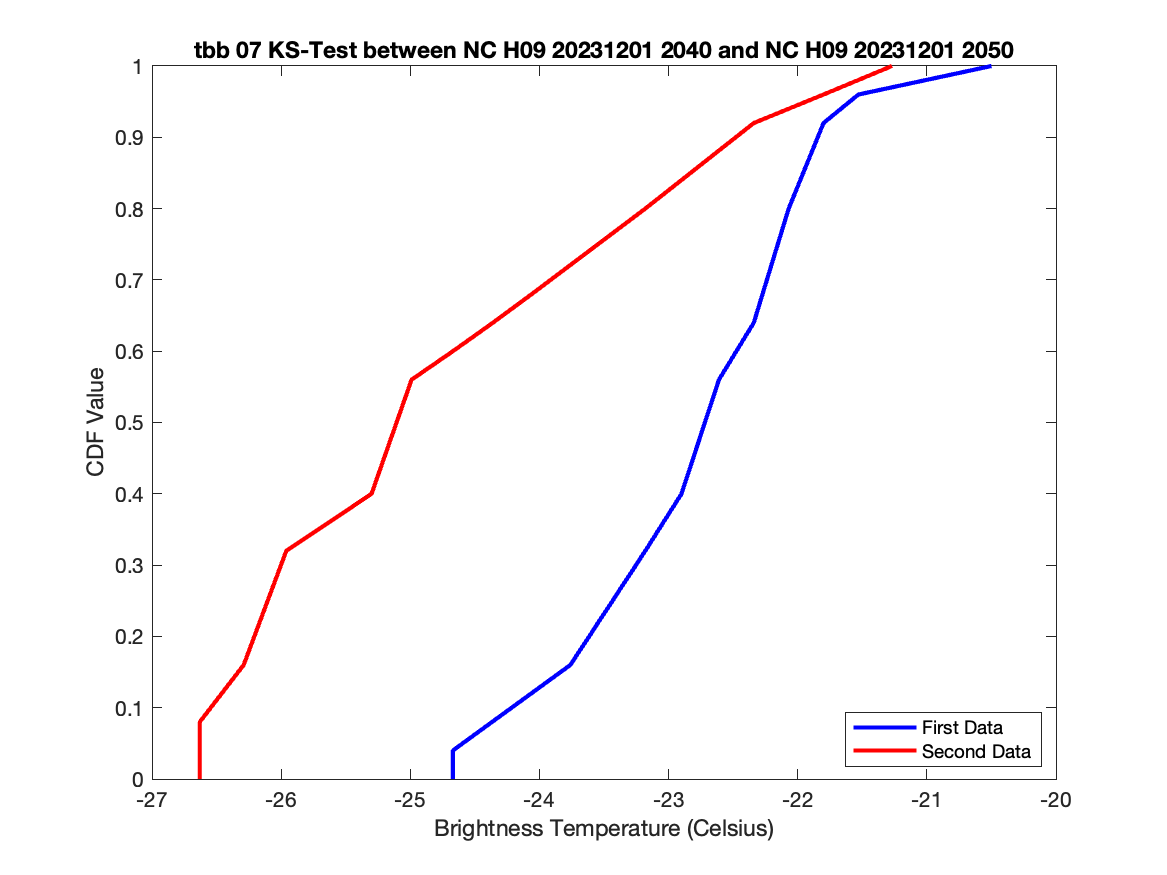 tbb 07 KS-Test between NC H09 20231201 2040 and NC H09 20231201 2050
1
0.9
0.8
0.7
0.6
0.5
0.4
0.3
0.2
0.1
0
CDF Value
First Data
Second Data
-27 -26 -25 -24 -23 -22 -21 -20
Brightness Temperature (Celsius)